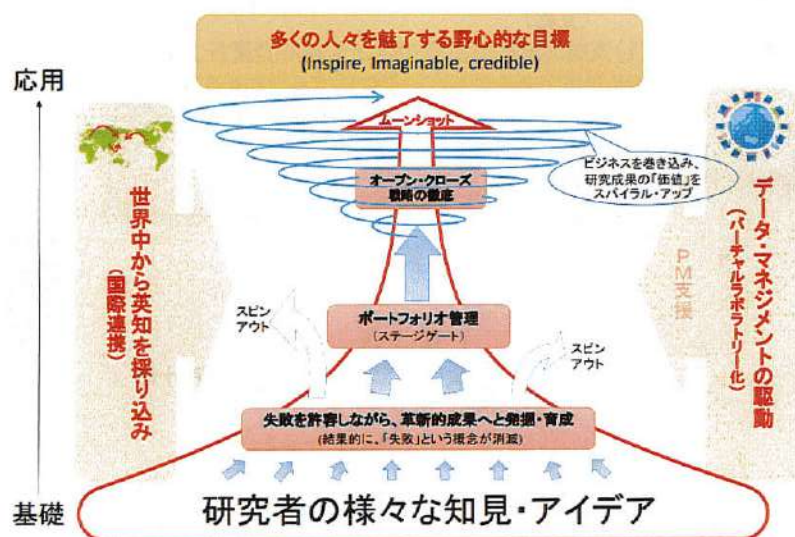 多くの人々を魅了する野心的な目標
(Inspire, Imaginable, credible)
応用
ムーンショット
ビジネスを巻き込み、
研究成果の「価値」を
スパイラル・アップ
オープン・クローズ
戦略の徹底
世界中から英知を採り込み
(国際連携)
データ・マネジメントの駆動
(バーチャルラボラトリー化)
PM支援
スピン
アウト
ポートフォリオ管理
(ステージゲート)
スピン
アウト
失敗を許容しながら、革新的成果へと発掘・育成
(結果的に、「失敗」という概念が消滅)
基礎
研究者の様々な知見・アイデア